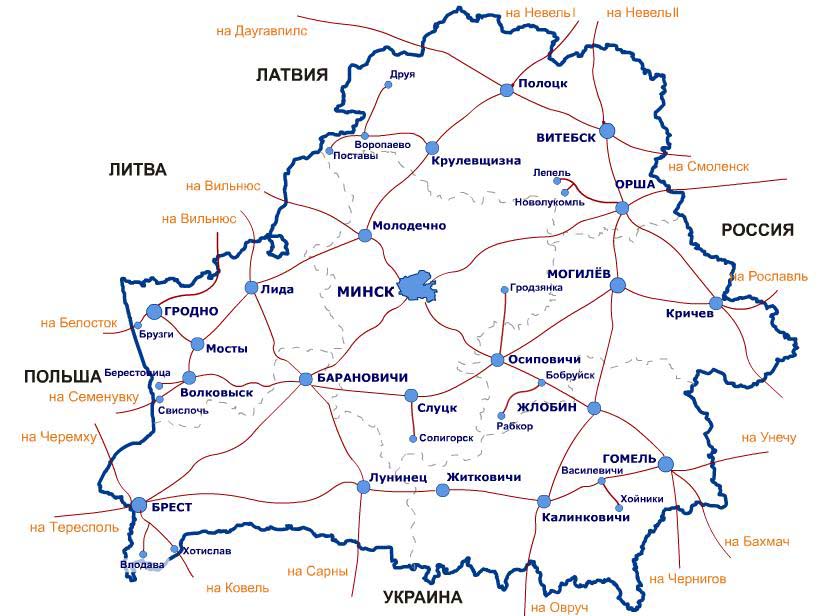 на Невель I
на Невель II
на Даугавпилс
ЛАТВИЯ
Друя
Полоцк
ВИТЕБСК
Воропаево
Поставы
Крулевщизна
на Смоленск
ЛИТВА
Лепель
ОРША
на Вильнюс
Новолукомль
на Вильнюс
Молодечно
РОССИЯ
МОГИЛЁВ
на Рославль
Лида
МИНСК
Гродзянка
ГРОДНО
Кричев
на Белосток
Брузги
Мосты
Осиповичи
ПОЛЬША
Берестовица
БАРАНОВИЧИ
Бобруйск
Волковыск
на Семенувку
Свислочь
Слуцк
ЖЛОБИН
Рабкор
на Черемху
Солигорск
на Унечу
ГОМЕЛЬ
Василевичи
Лунинец
Житковичи
Хойники
БРЕСТ
Калинковичи
на Тересполь
на Бахмач
Хотислав
Влодава
на Сарны
на Чернигов
на Ковель
УКРАИНА
на Овруч